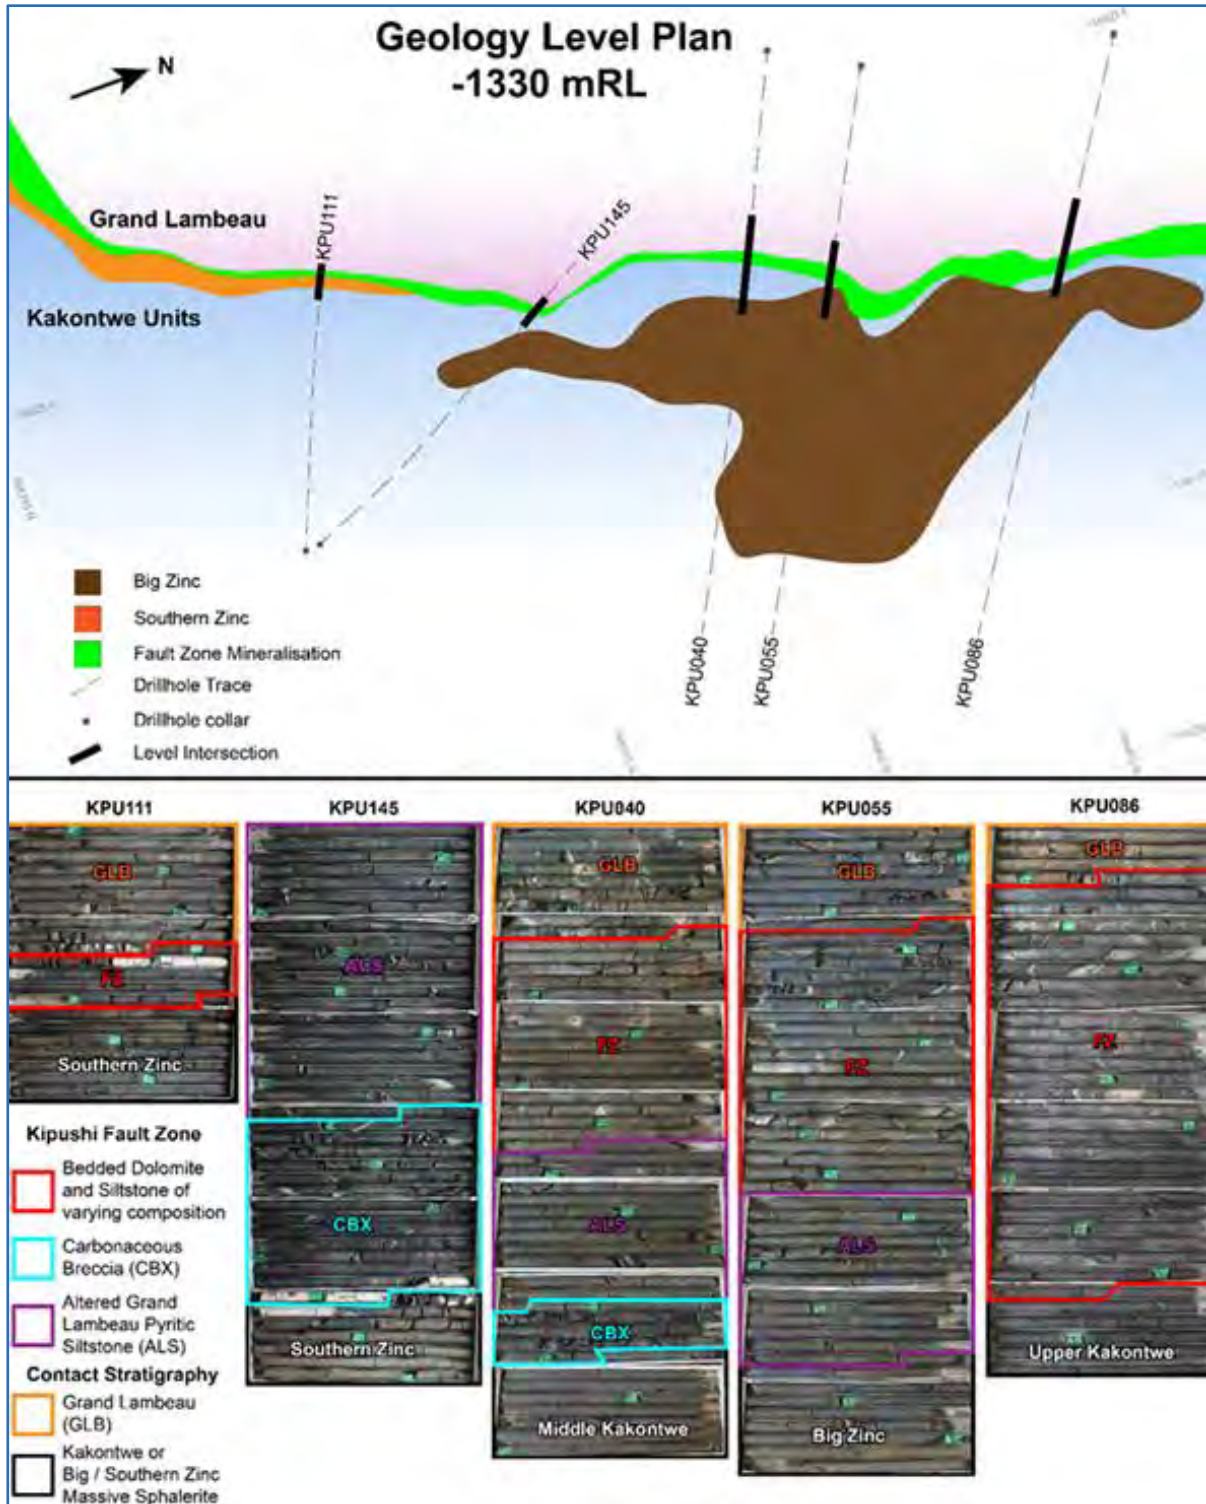 Geology Level Plan
-1330 mRL
N
Grand Lambeau
KPU111
KPU145
Kakontwe Units
KPU040
KPU055
KPU086
Big Zinc
Southern Zinc
Fault Zone Mineralisation
Drillhole Trace
Drillhole collar
Level Intersection
KPU111
KPU145
KPU040
KPU055
KPU086
GLB
FZ
Southern Zinc
ALS
CBX
Southern Zinc
GLB
FZ
ALS
CBX
Middle Kakontwe
GLB
FZ
ALS
Big Zinc
GLB
FZ
Upper Kakontwe
Kipushi Fault Zone
Bedded Dolomite
and Siltstone of
varying composition
Carbonaceous
Breccia (CBX)
Altered Grand
Lambeau Pyritic
Siltstone (ALS)
Contact Stratigraphy
Grand Lambeau
(GLB)
Kakontwe or
Big / Southern Zinc
Massive Sphalerite